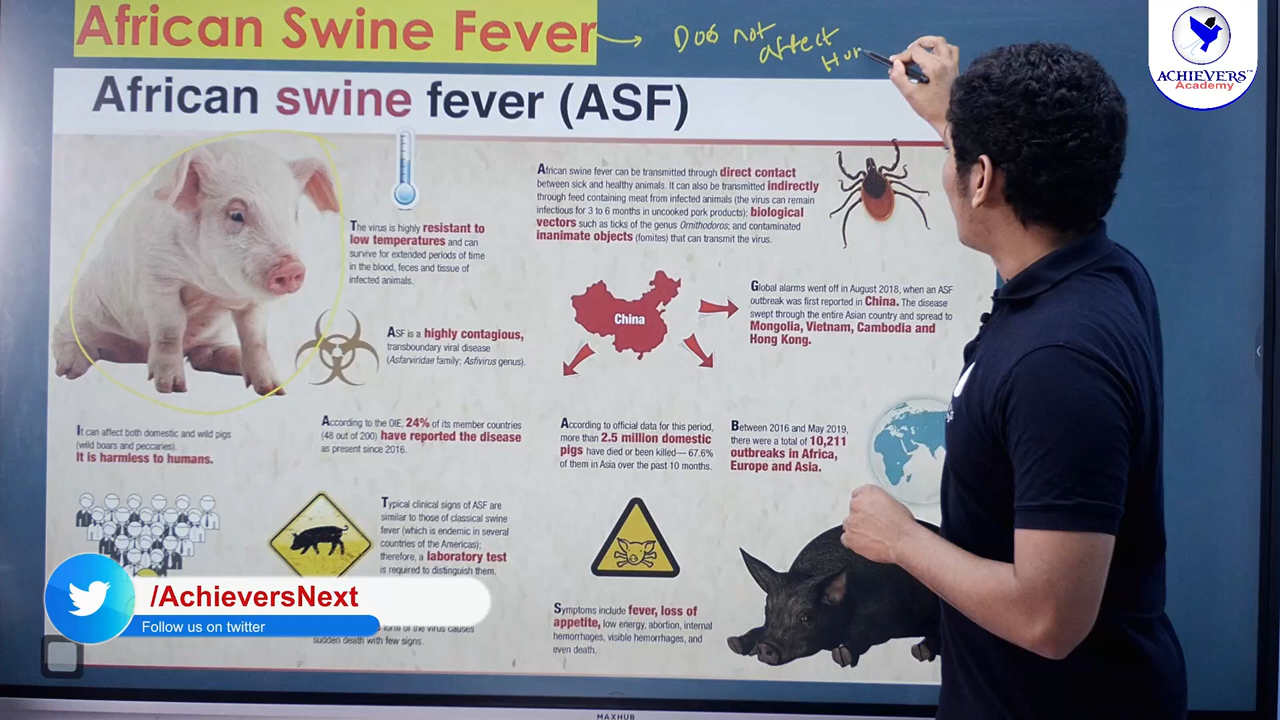 African Swine Fever
Does not
affect
Hu
African swine fever (ASF)
ACHIEVERS™
Academy
The virus is highly resistant to
low temperatures and can
survive for extended periods of time
in the blood, feces and tissue of
infected animals.
African swine fever can be transmitted through direct contact
between sick and healthy animals. It can also be transmitted indirectly
through feed containing meat from infected animals (the virus can remain
infectious for 3 to 6 months in uncooked pork products); biological
vectors such as ticks of the genus Ornithodoros; and contaminated
inanimate objects (fomites) that can transmit the virus.
ASF is a highly contagious,
transboundary viral disease
(Asfarviridae family; Asfivirus genus).
China
Global alarms went off in August 2018, when an ASF
outbreak was first reported in China. The disease
swept through the entire Asian country and spread to
Mongolia, Vietnam, Cambodia and
Hong Kong.
It can affect both domestic and wild pigs
(wild boars and peccaries).
It is harmless to humans.
According to the OIE, 24% of its member countries
(48 out of 200) have reported the disease
as present since 2016.
According to official data for this period,
more than 2.5 million domestic
pigs have died or been killed— 67.6%
of them in Asia over the past 10 months.
Between 2016 and May 2019,
there were a total of 10,211
outbreaks in Africa,
Europe and Asia.
Typical clinical signs of ASF are
similar to those of classical swine
fever (which is endemic in several
countries of the Americas);
therefore, a laboratory test
is required to distinguish them.
form of the virus causes
sudden death with few signs.
Symptoms include fever, loss of
appetite, low energy, abortion, internal
hemorrhages, visible hemorrhages, and
even death.
/AchieversNext
Follow us on twitter
MAXHUB